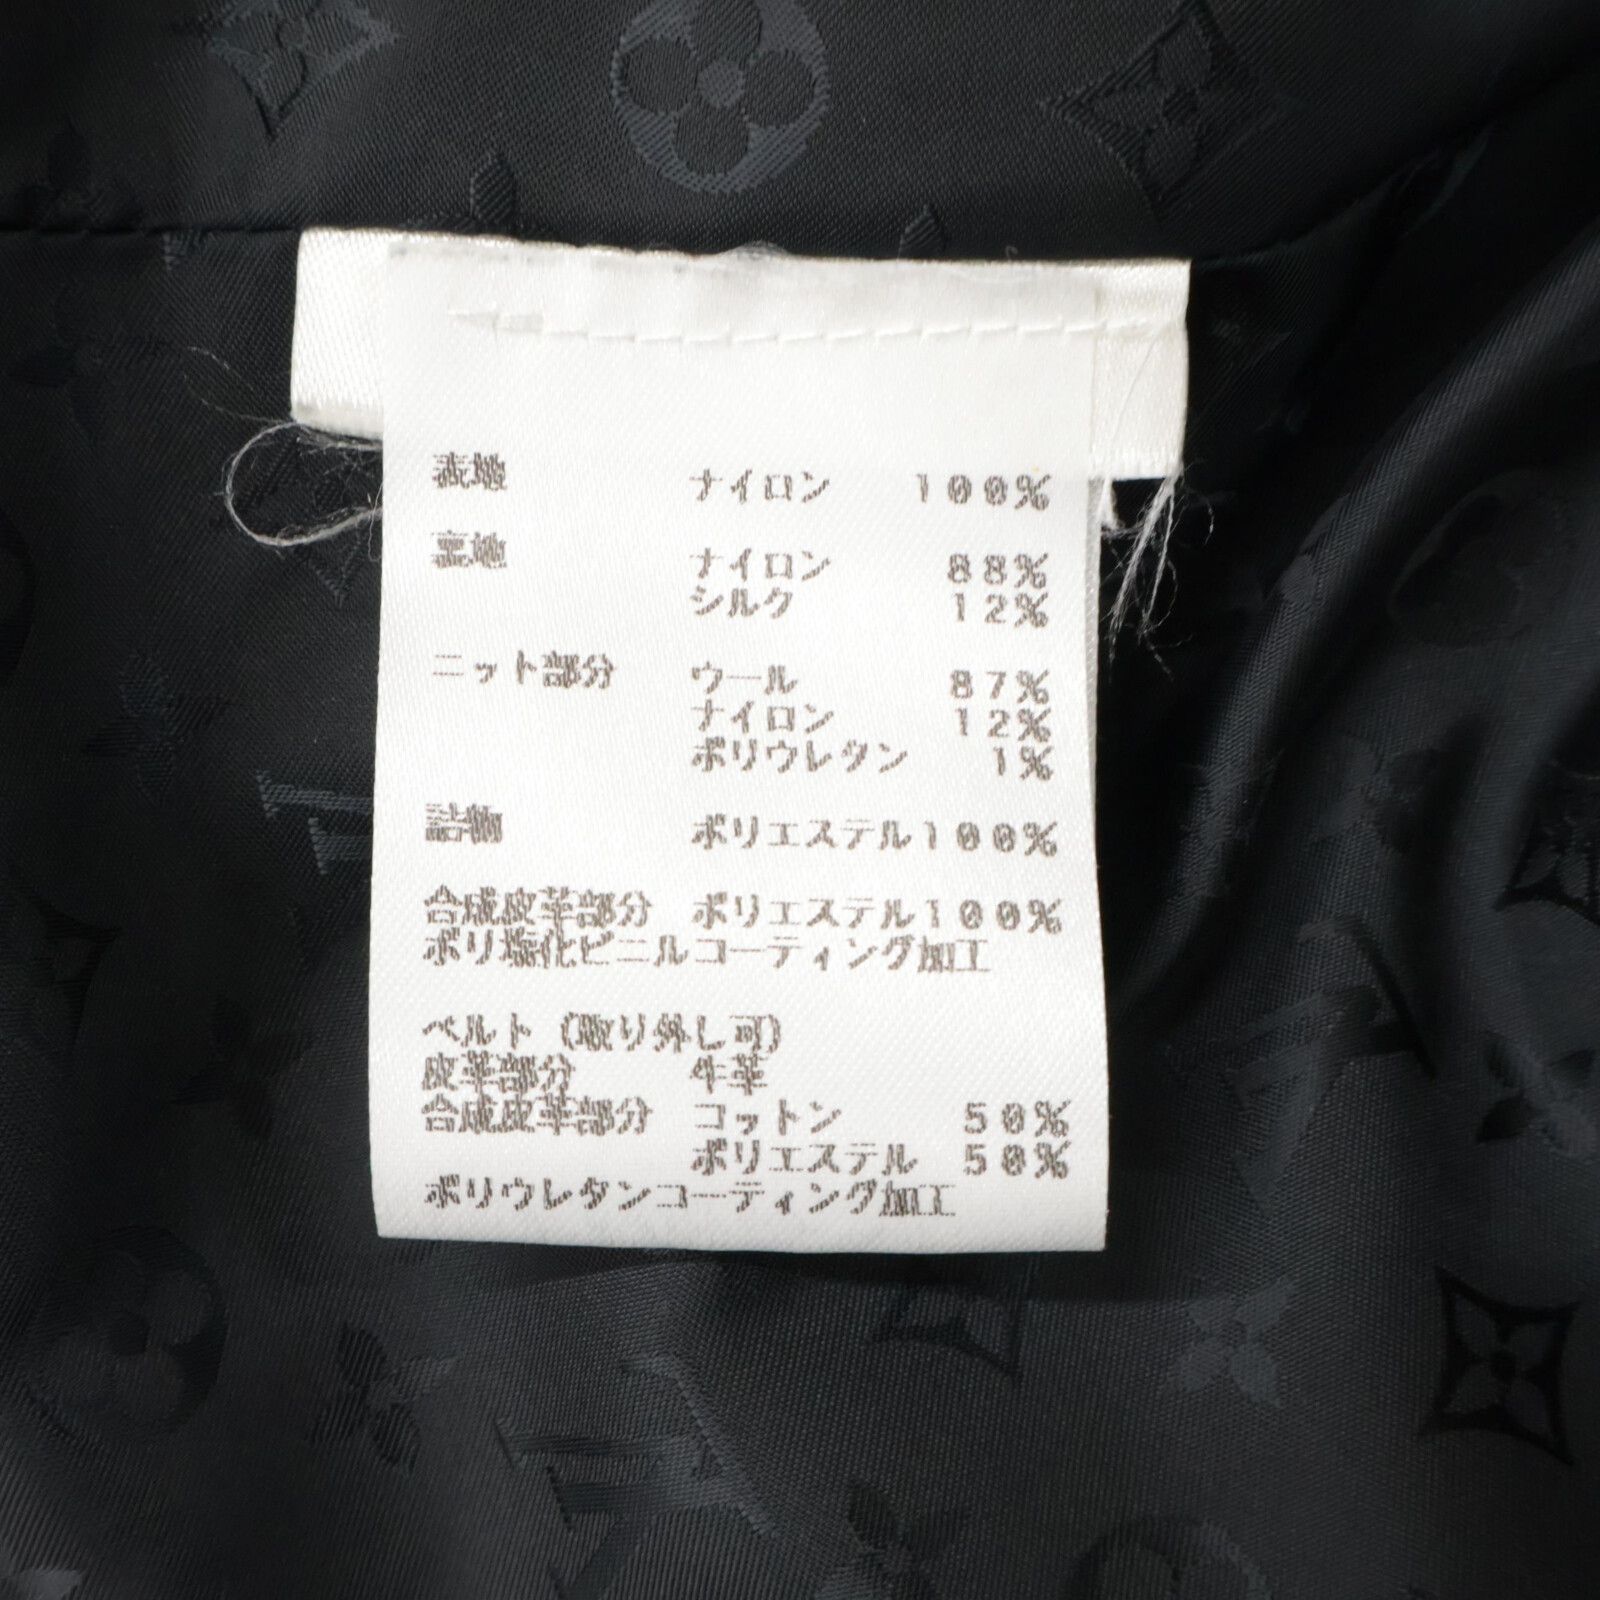 表地 ナイロン 100%
裏地 ナイロン 88%
シルク 12%
ニット部分 ウール 87%
ナイロン 12%
ポリウレタン 1%
詰物 ポリエステル100%
合成皮革部分 ポリエステル100%
ポリ塩化ビニルコーティング加工
ベルト (取り外し可)
皮革部分 牛革
合成皮革部分 コットン 50%
ポリエステル 50%
ポリウレタンコーティング加工